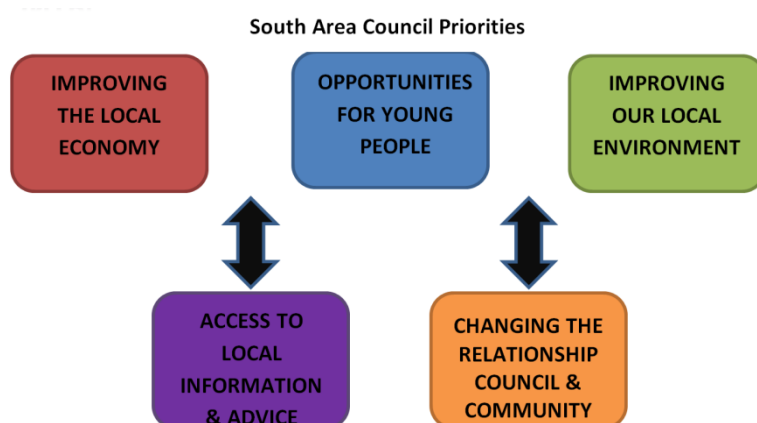 South Area Council Priorities
IMPROVING
THE LOCAL
ECONOMY
OPPORTUNITIES
FOR YOUNG
PEOPLE
IMPROVING
OUR LOCAL
ENVIRONMENT
ACCESS TO
LOCAL
INFORMATION
& ADVICE
CHANGING THE
RELATIONSHIP
COUNCIL &
COMMUNITY